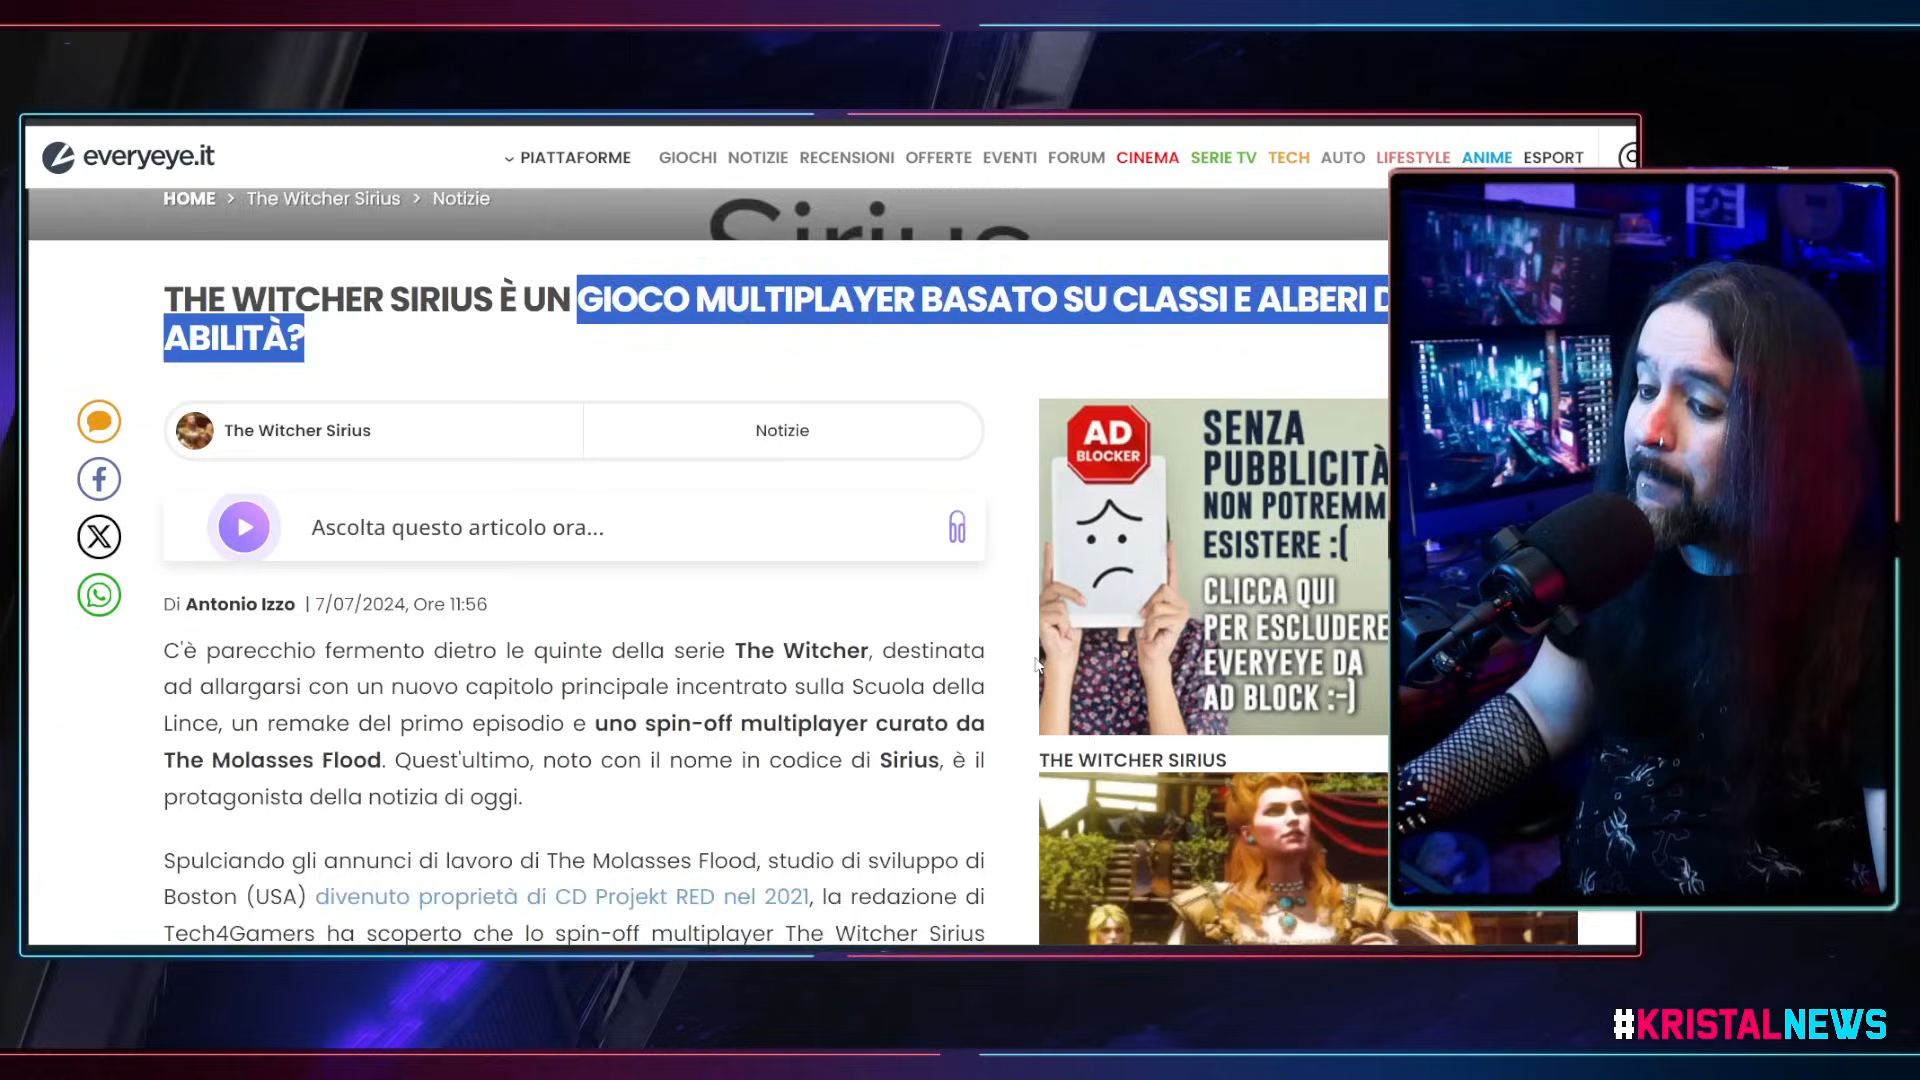 everyeye.it
PIATTAFORME GIOCHI NOTIZIE RECENSIONI OFFERTE EVENTI FORUM CINEMA SERIE TV TECH AUTO LIFESTYLE ANIME ESPORT
HOME > The Witcher Sirius > Notizie
Sirius
THE WITCHER SIRIUS È UN GIOCO MULTIPLAYER BASATO SU CLASSI E ALBERI D
ABILITÀ?
The Witcher Sirius
Notizie
Ascolta questo articolo ora...
Di Antonio Izzo | 7/07/2024, Ore 11:56
C'è parecchio fermento dietro le quinte della serie The Witcher, destinata
ad allargarsi con un nuovo capitolo principale incentrato sulla Scuola della
Lince, un remake del primo episodio e uno spin-off multiplayer curato da
The Molasses Flood. Quest'ultimo, noto con il nome in codice di Sirius, è il
protagonista della notizia di oggi.
Spulciando gli annunci di lavoro di The Molasses Flood, studio di sviluppo di
Boston (USA) divenuto proprietà di CD Projekt RED nel 2021, la redazione di
Tech4Gamers ha scoperto che lo spin-off multiplayer The Witcher Sirius
AD
BLOCKER
SENZA
PUBBLICITÀ
NON POTREMM
ESISTERE :(
CLICCA QUI
PER ESCLUDERE
EVERYEYE DA
AD BLOCK :-)
THE WITCHER SIRIUS
#KRISTALNEWS